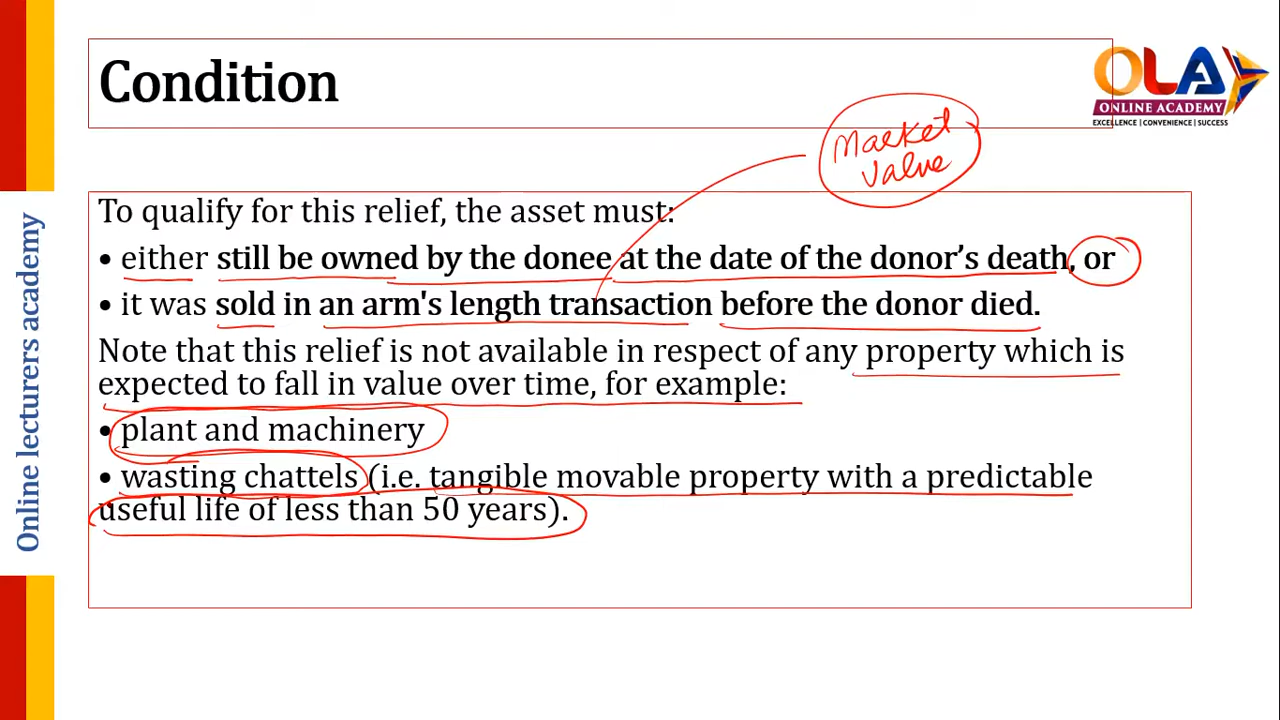 Condition
OLA
ONLINE ACADEMY
EXCELLENCE | CONVENIENCE | SUCCESS
Market
Value
To qualify for this relief, the asset must:
• either still be owned by the donee at the date of the donor’s death, or
• it was sold in an arm's length transaction before the donor died.
Note that this relief is not available in respect of any property which is
expected to fall in value over time, for example:
• plant and machinery
• wasting chattels (i.e. tangible movable property with a predictable
useful life of less than 50 years).
Online lecturers academy